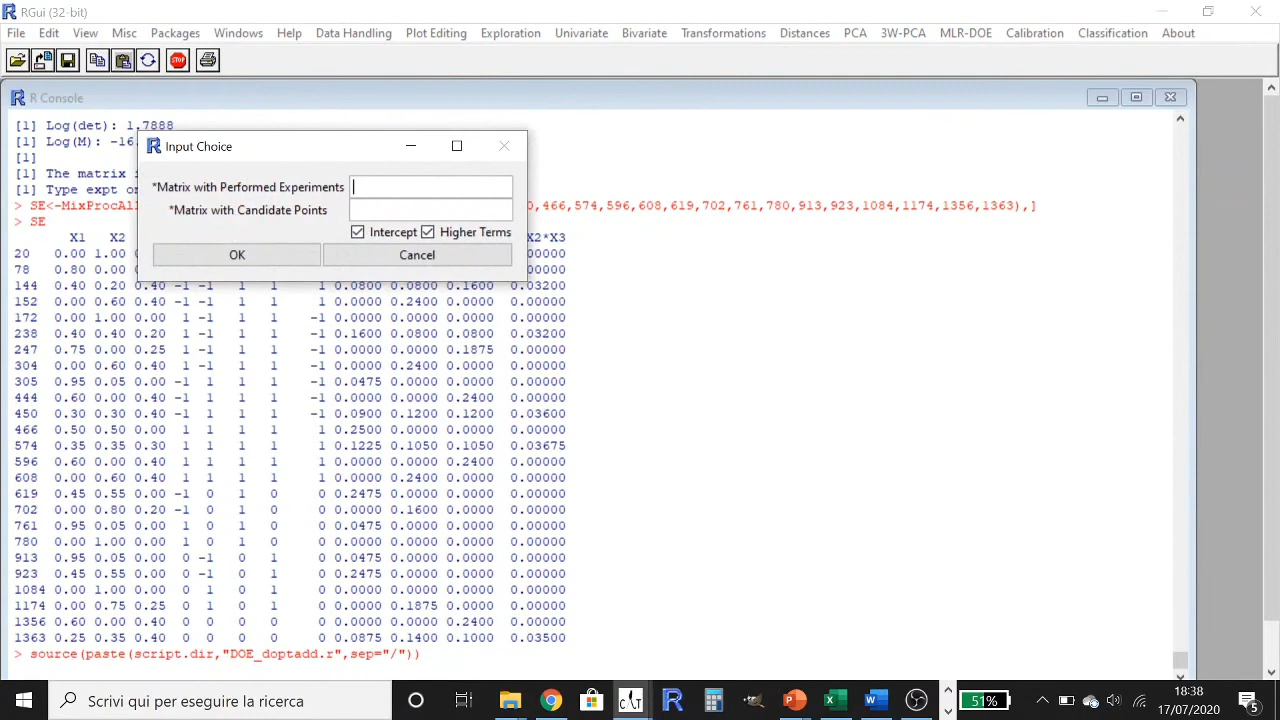 RGui (32-bit)
File Edit View Misc Packages Windows Help Data Handling Plot Editing Exploration Univariate Bivariate Transformations Distances PCA 3W-PCA MLR-DOE Calibration Classification About
STOP
R Console
[1] Log(det): 1.7888
[1] Log(M): -16.
[1]
[1] The matrix
[1] Type expt
Input Choice
*Matrix with Performed Experiments
*Matrix with Candidate Points
Intercept Higher Terms
OK Cancel
> SE<-MixProcAll 0,466,574,596,608,619,702,761,780,913,923,1084,1174,1356,1363),]
> SE
X1 X2 X2*X3
20 0.00 1.00 00000
78 0.80 0.00 00000
144 0.40 0.20 0.40 -1 -1 1 1 1 0.0800 0.0800 0.1600 0.03200
152 0.00 0.60 0.40 -1 -1 1 1 1 0.0000 0.2400 0.0000 0.00000
172 0.00 1.00 0.00 1 -1 1 1 -1 0.0000 0.0000 0.0000 0.00000
238 0.40 0.40 0.20 1 -1 1 1 -1 0.1600 0.0800 0.0800 0.03200
247 0.75 0.00 0.25 1 -1 1 1 -1 0.0000 0.0000 0.1875 0.00000
304 0.00 0.60 0.40 1 -1 1 1 -1 0.0000 0.2400 0.0000 0.00000
305 0.95 0.05 0.00 -1 1 1 1 -1 0.0475 0.0000 0.0000 0.00000
444 0.60 0.00 0.40 -1 1 1 1 -1 0.0000 0.0000 0.2400 0.00000
450 0.30 0.30 0.40 -1 1 1 1 -1 0.0900 0.1200 0.1200 0.03600
466 0.50 0.50 0.00 1 1 1 1 1 0.2500 0.0000 0.0000 0.00000
574 0.35 0.35 0.30 1 1 1 1 1 0.1225 0.1050 0.1050 0.03675
596 0.60 0.00 0.40 1 1 1 1 1 0.0000 0.0000 0.2400 0.00000
608 0.00 0.60 0.40 1 1 1 1 1 0.0000 0.2400 0.0000 0.00000
619 0.45 0.55 0.00 -1 0 1 0 0 0.2475 0.0000 0.0000 0.00000
702 0.00 0.80 0.20 -1 0 1 0 0 0.0000 0.1600 0.0000 0.00000
761 0.95 0.05 0.00 1 0 1 0 0 0.0475 0.0000 0.0000 0.00000
780 0.00 1.00 0.00 1 0 1 0 0 0.0000 0.0000 0.0000 0.00000
913 0.95 0.05 0.00 0 -1 0 1 0 0.0475 0.0000 0.0000 0.00000
923 0.45 0.55 0.00 0 -1 0 1 0 0.2475 0.0000 0.0000 0.00000
1084 0.00 1.00 0.00 0 1 0 1 0 0.0000 0.0000 0.0000 0.00000
1174 0.00 0.75 0.25 0 1 0 1 0 0.0000 0.1875 0.0000 0.00000
1356 0.60 0.00 0.40 0 0 0 0 0 0.0000 0.0000 0.2400 0.00000
1363 0.25 0.35 0.40 0 0 0 0 0 0.0875 0.1400 0.1000 0.03500
> source(paste(script.dir,"DOE_doptadd.r",sep="/"))
Scrivi qui per eseguire la ricerca
51%
18:38
17/07/2020
5